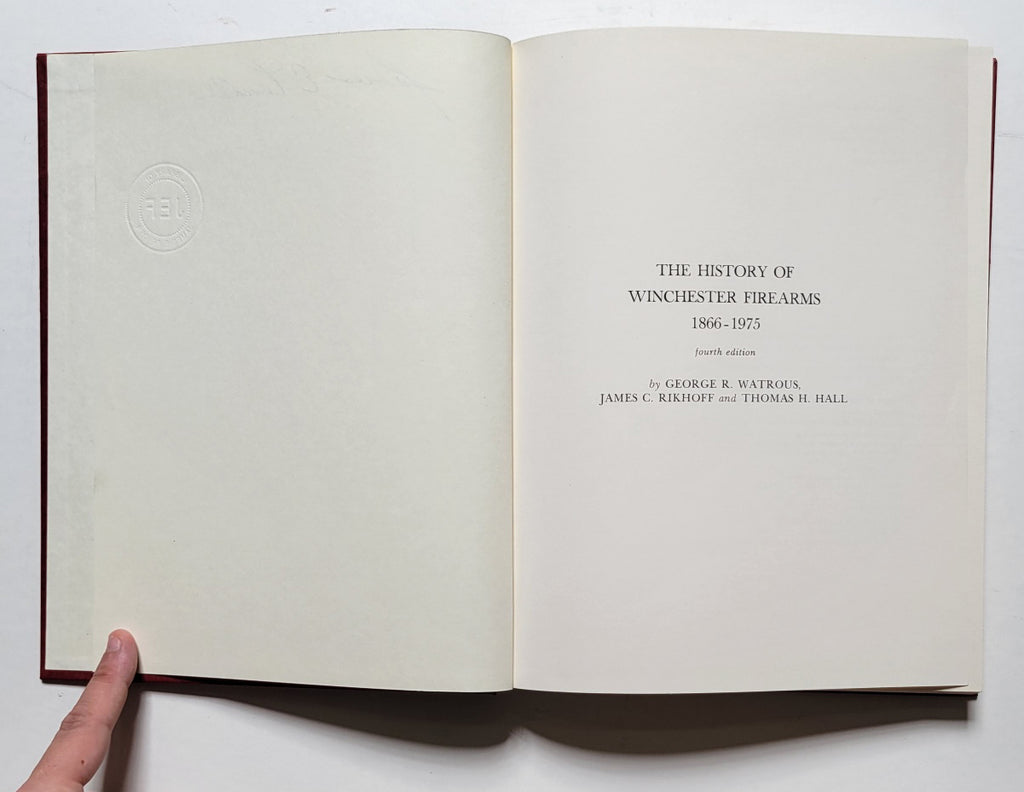 THE HISTORY OF
WINCHESTER FIREARMS
1866-1975
fourth edition
by GEORGE R. WATROUS,
JAMES C. RIKHOFF and THOMAS H. HALL